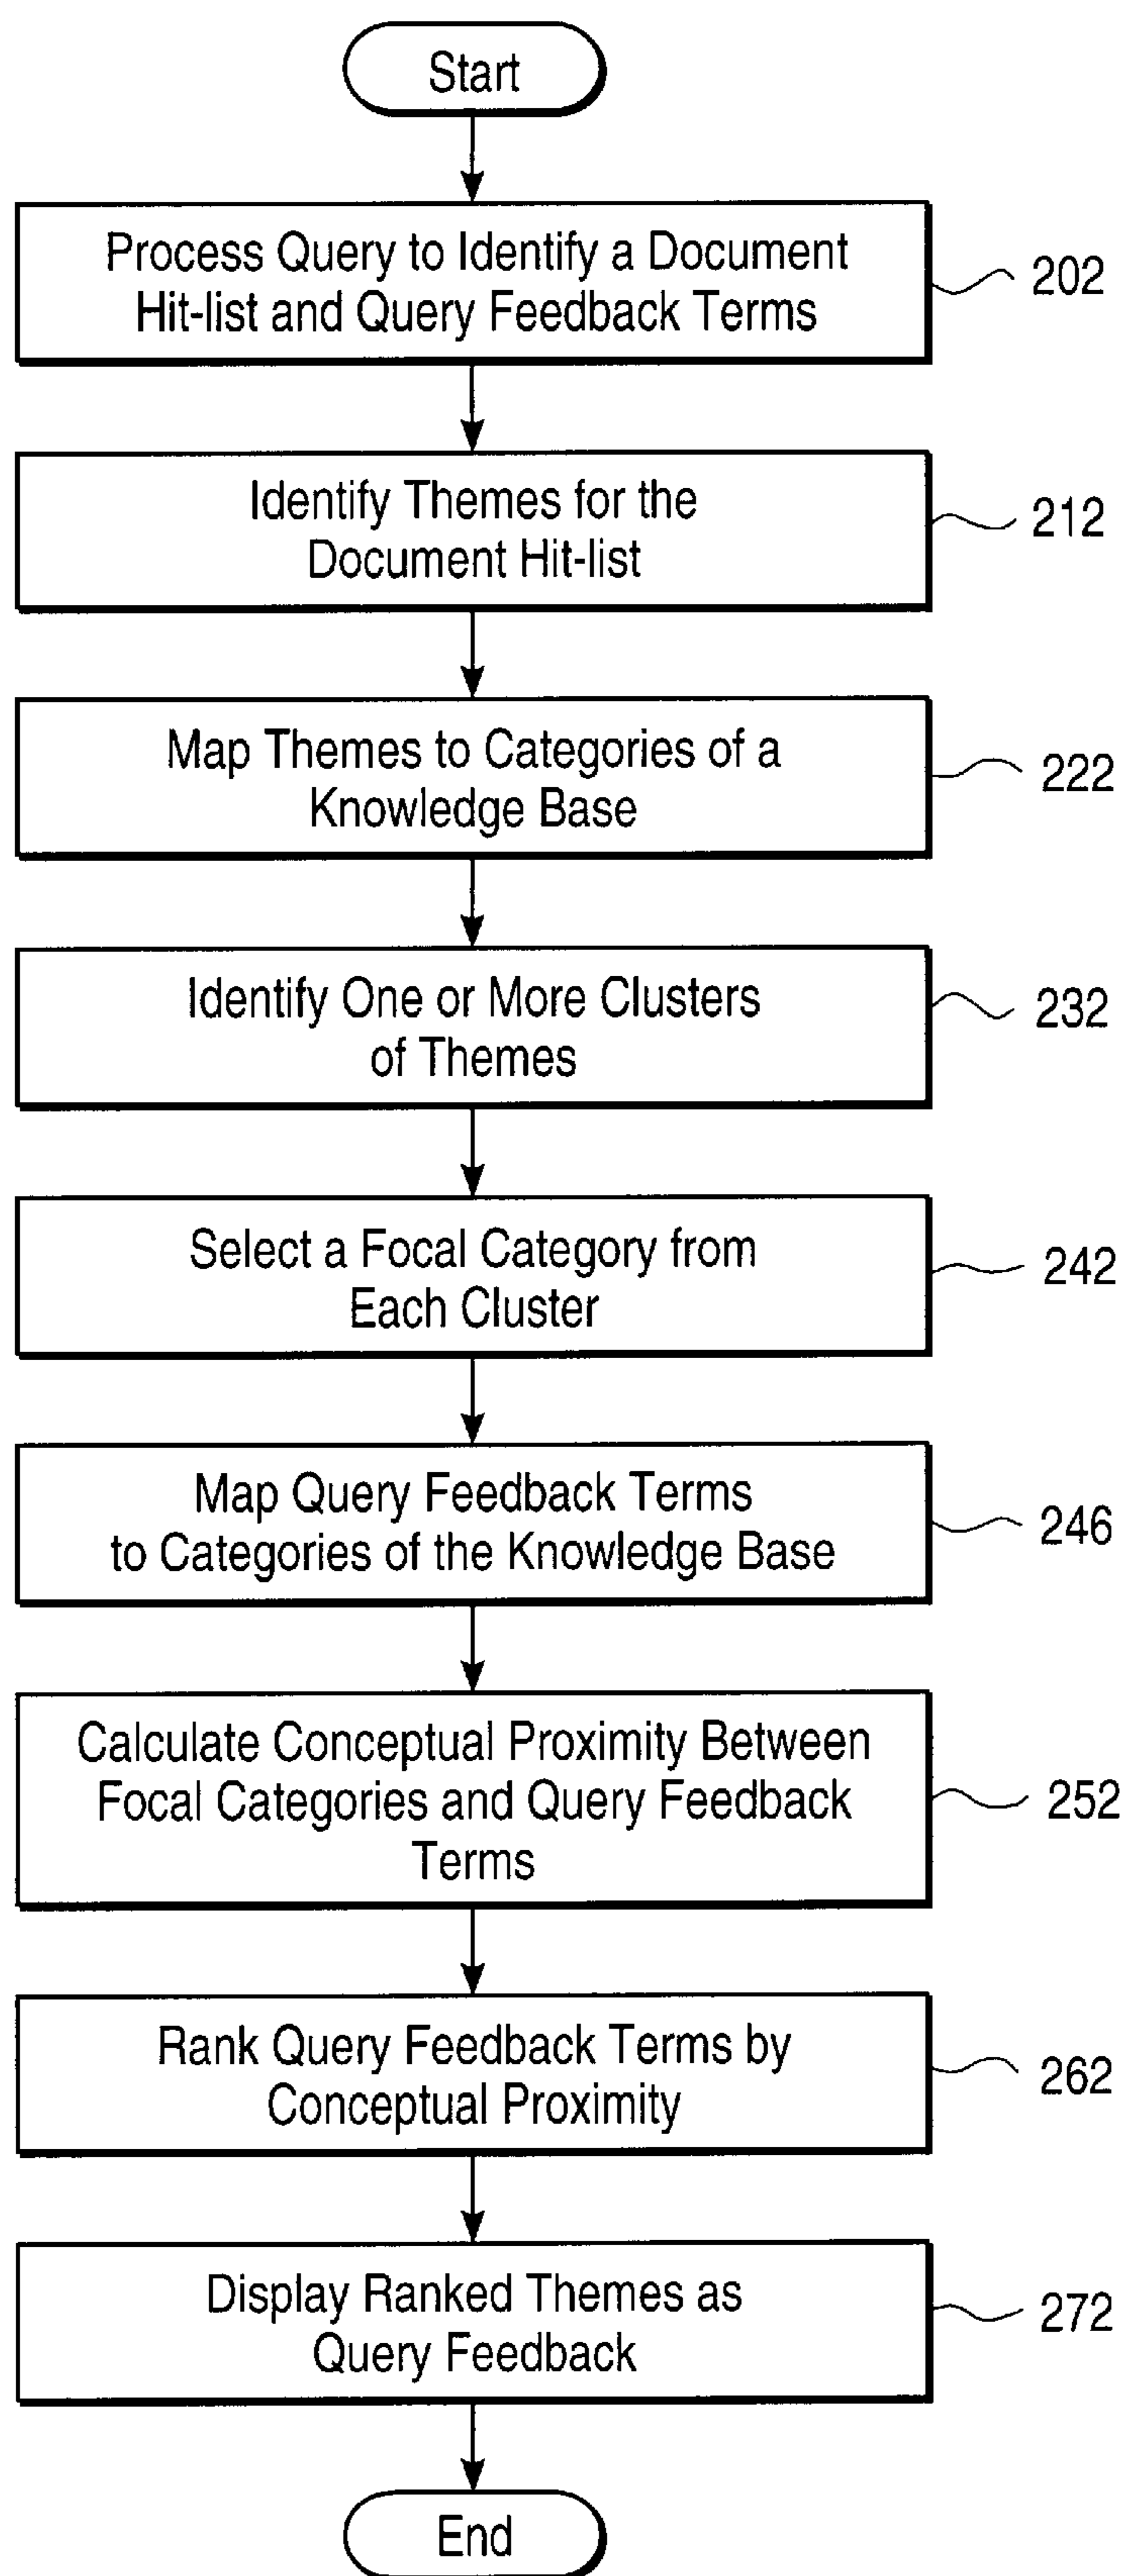 Start
Process Query to Identify a Document
Hit-list and Query Feedback Terms
202
Identify Themes for the
Document Hit-list
212
Map Themes to Categories of a
Knowledge Base
222
Identify One or More Clusters
of Themes
232
Select a Focal Category from
Each Cluster
242
Map Query Feedback Terms
to Categories of the Knowledge Base
246
Calculate Conceptual Proximity Between
Focal Categories and Query Feedback
Terms
252
Rank Query Feedback Terms by
Conceptual Proximity
262
Display Ranked Themes as
Query Feedback
272
End